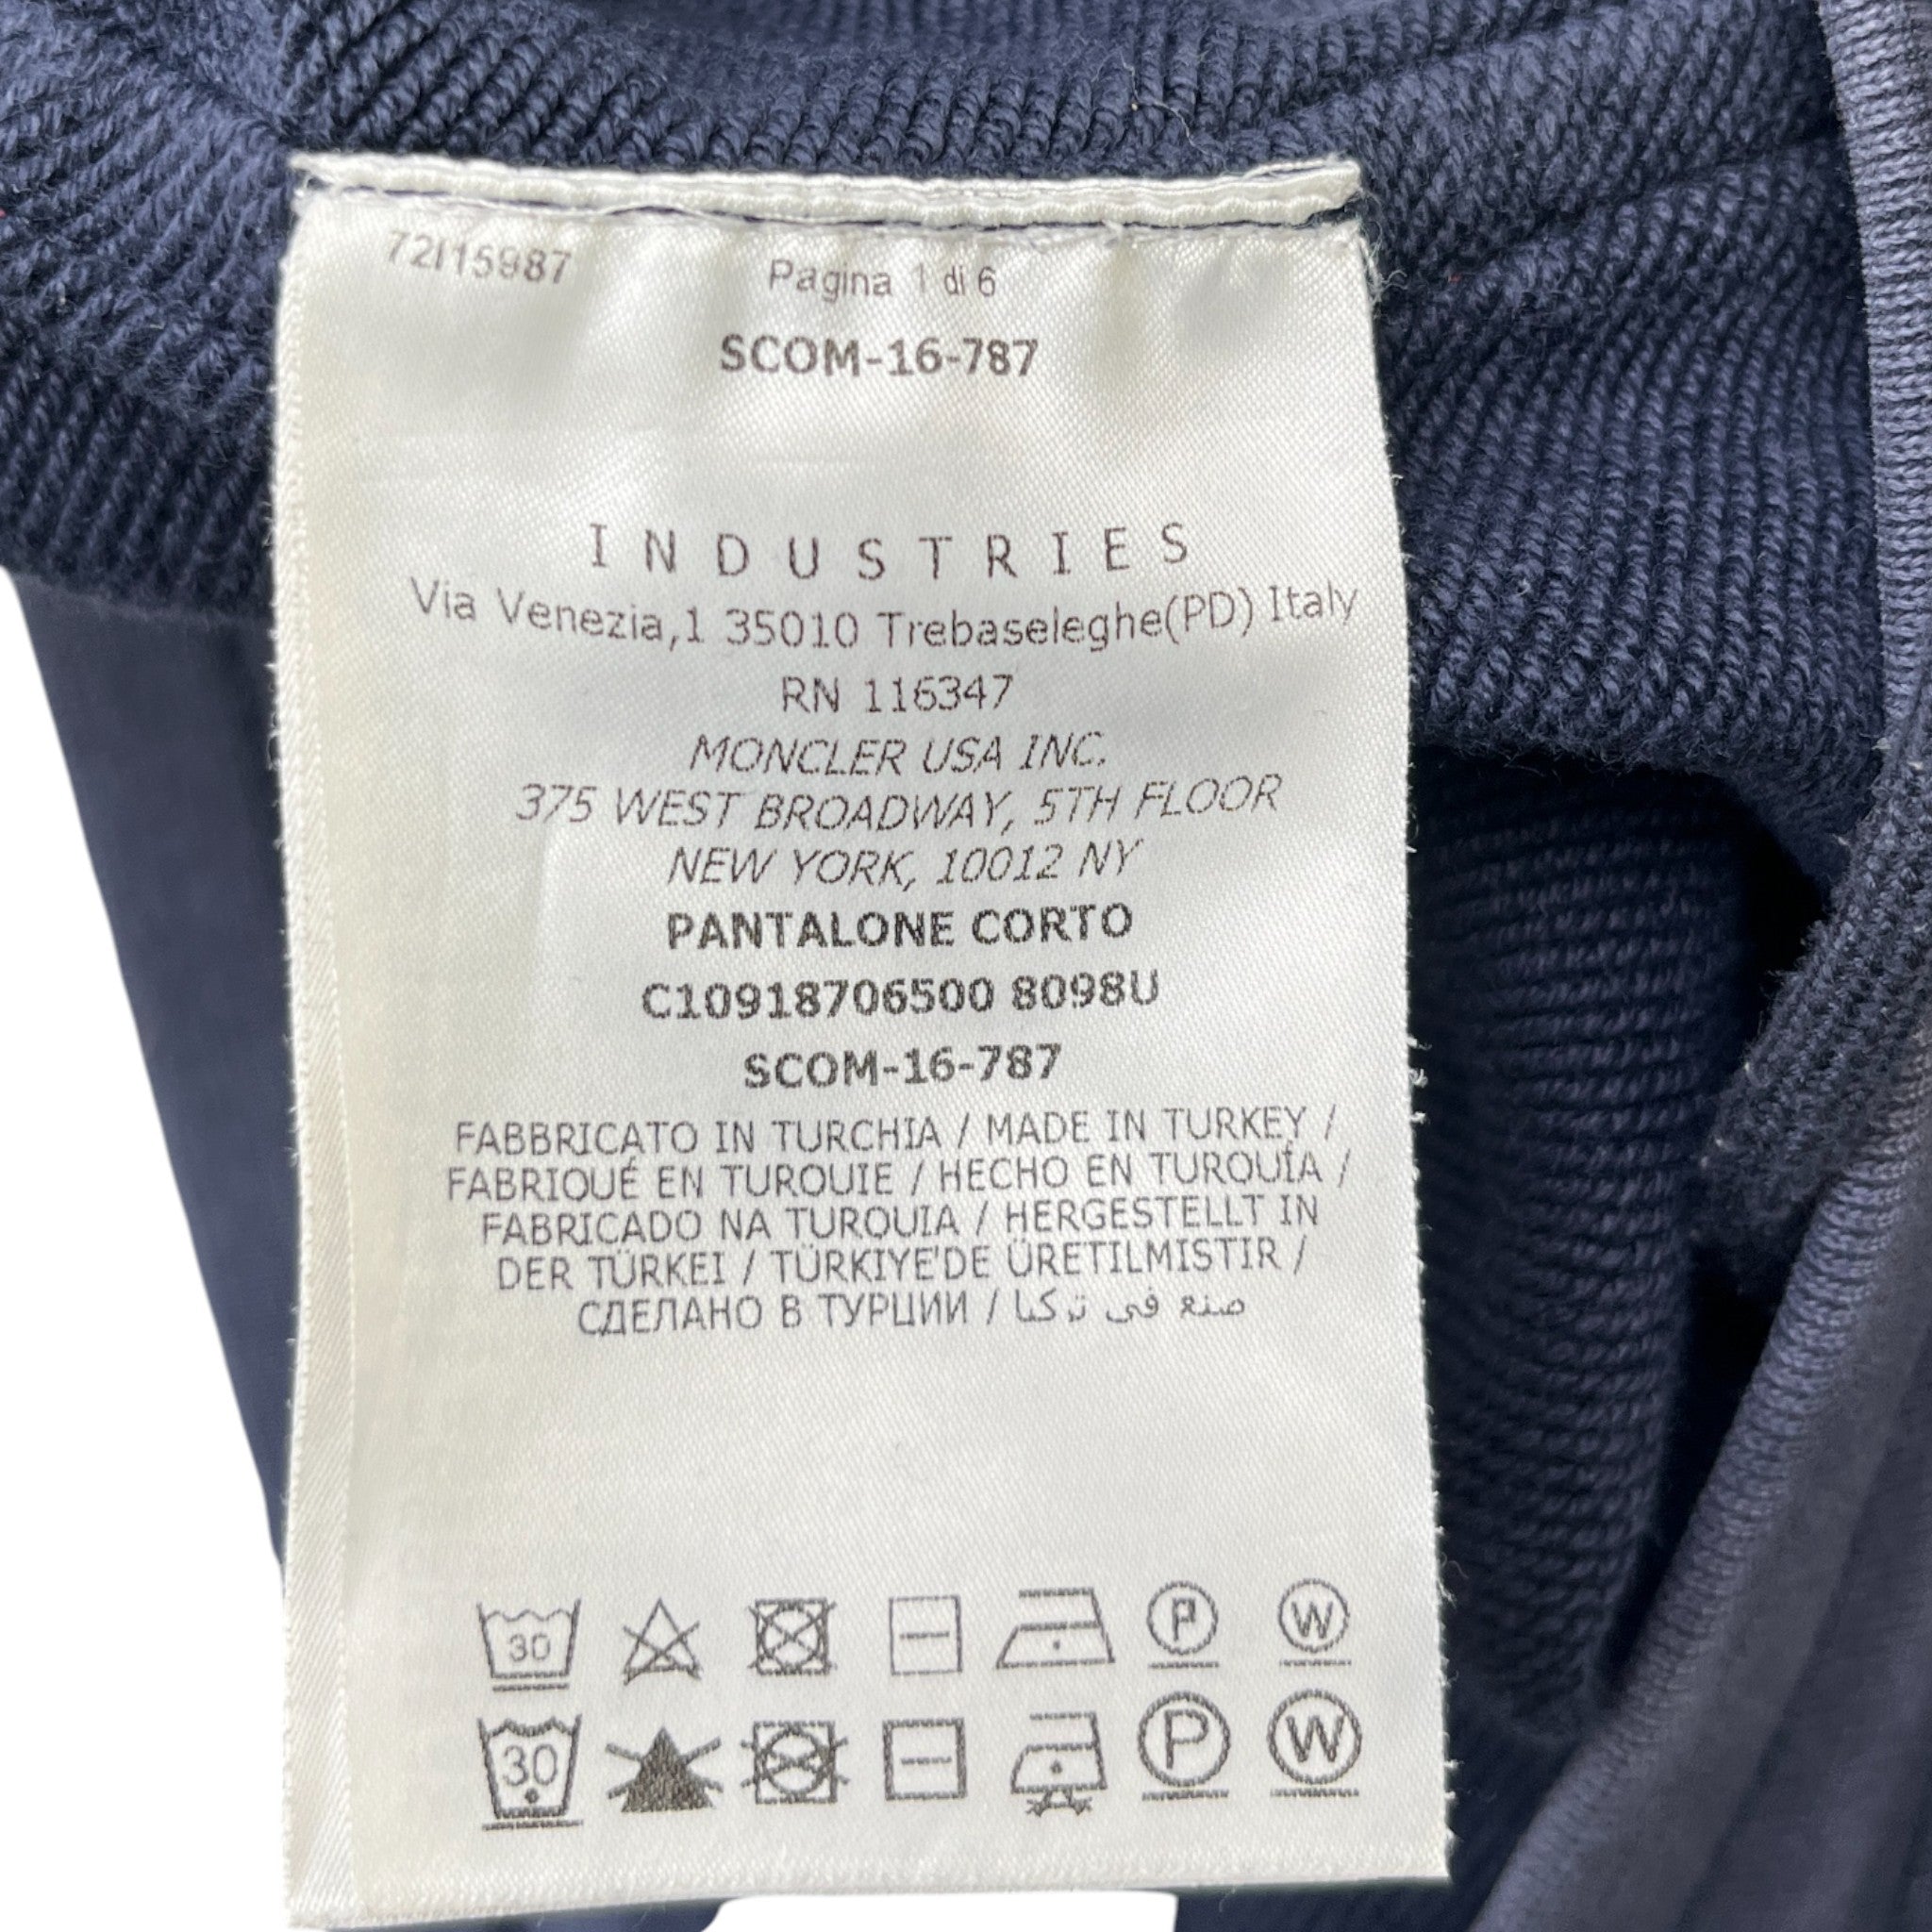 72I15987 Pagina 1 di 6
SCOM-16-787
INDUSTRIES
Via Venezia,1 35010 Trebaseleghe(PD) Italy
RN 116347
MONCLER USA INC.
375 WEST BROADWAY, 5TH FLOOR
NEW YORK, 10012 NY
PANTALONE CORTO
C10918706500 8098U
SCOM-16-787
FABBRICATO IN TURCHIA / MADE IN TURKEY /
FABRIQUÉ EN TURQUIE / HECHO EN TURQUÍA /
FABRICADO NA TURQUIA / HERGESTELLT IN
DER TÜRKEI / TÜRKIYE'DE ÜRETILMISTIR /
СДЕЛАНО В ТУРЦИИ / صنع في تركيا
30 P W
30 P W